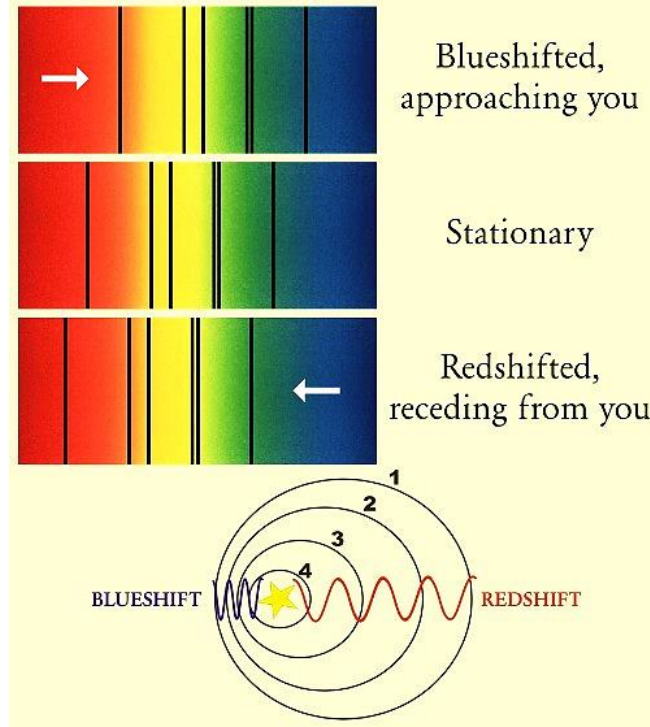 Blueshifted,
approaching you
Stationary
Redshifted,
receding from you
1
2
3
4
BLUESHIFT
REDSHIFT